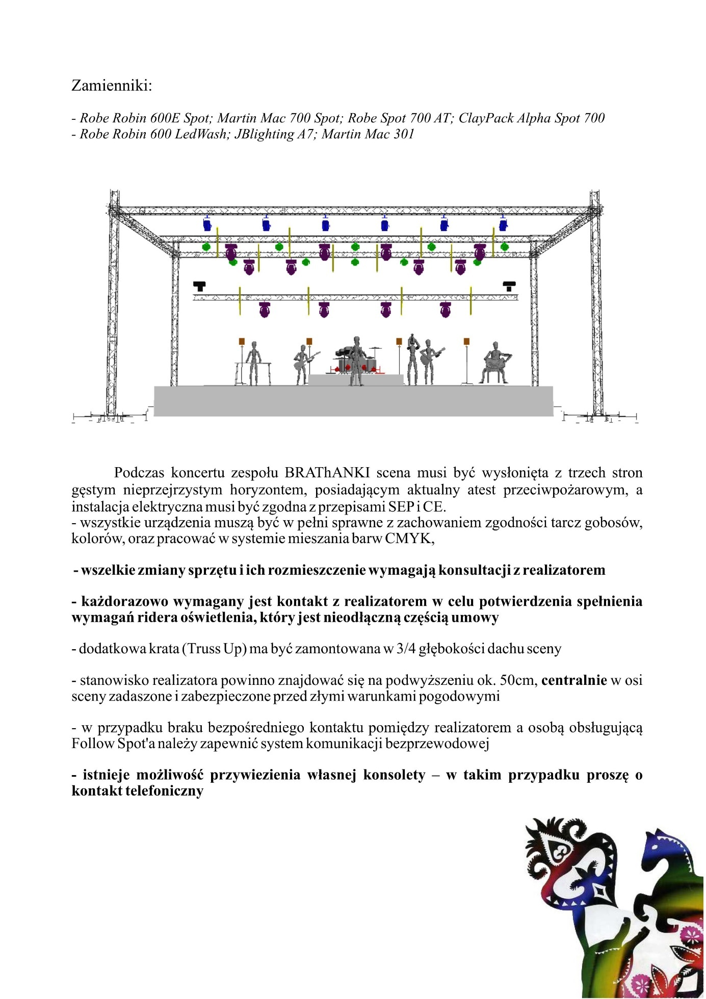 Zamienniki:
- Robe Robin 600E Spot; Martin Mac 700 Spot; Robe Spot 700 AT; ClayPack Alpha Spot 700
- Robe Robin 600 LedWash; JBlighting A7; Martin Mac 301
Podczas koncertu zespołu BRAThANKI scena musi być wysłonięta z trzech stron
gęstym nieprzejrzystym horyzontem, posiadającym aktualny atest przeciwpożarowym, a
instalacja elektryczna musi być zgodna z przepisami SEP i CE.
- wszystkie urządzenia muszą być w pełni sprawne z zachowaniem zgodności tarcz gobosów,
kolorów, oraz pracować w systemie mieszania barw CMYK,
- wszelkie zmiany sprzętu i ich rozmieszczenie wymagają konsultacji z realizatorem
- każdorazowo wymagany jest kontakt z realizatorem w celu potwierdzenia spełnienia
wymagań ridera oświetlenia, który jest nieodłączną częścią umowy
- dodatkowa krata (Truss Up) ma być zamontowana w 3/4 głębokości dachu sceny
- stanowisko realizatora powinno znajdować się na podwyższeniu ok. 50cm, centralnie w osi
sceny zadaszone i zabezpieczone przed złymi warunkami pogodowymi
- w przypadku braku bezpośredniego kontaktu pomiędzy realizatorem a osobą obsługującą
Follow Spot'a należy zapewnić system komunikacji bezprzewodowej
- istnieje możliwość przywiezienia własnej konsolety – w takim przypadku proszę o
kontakt telefoniczny